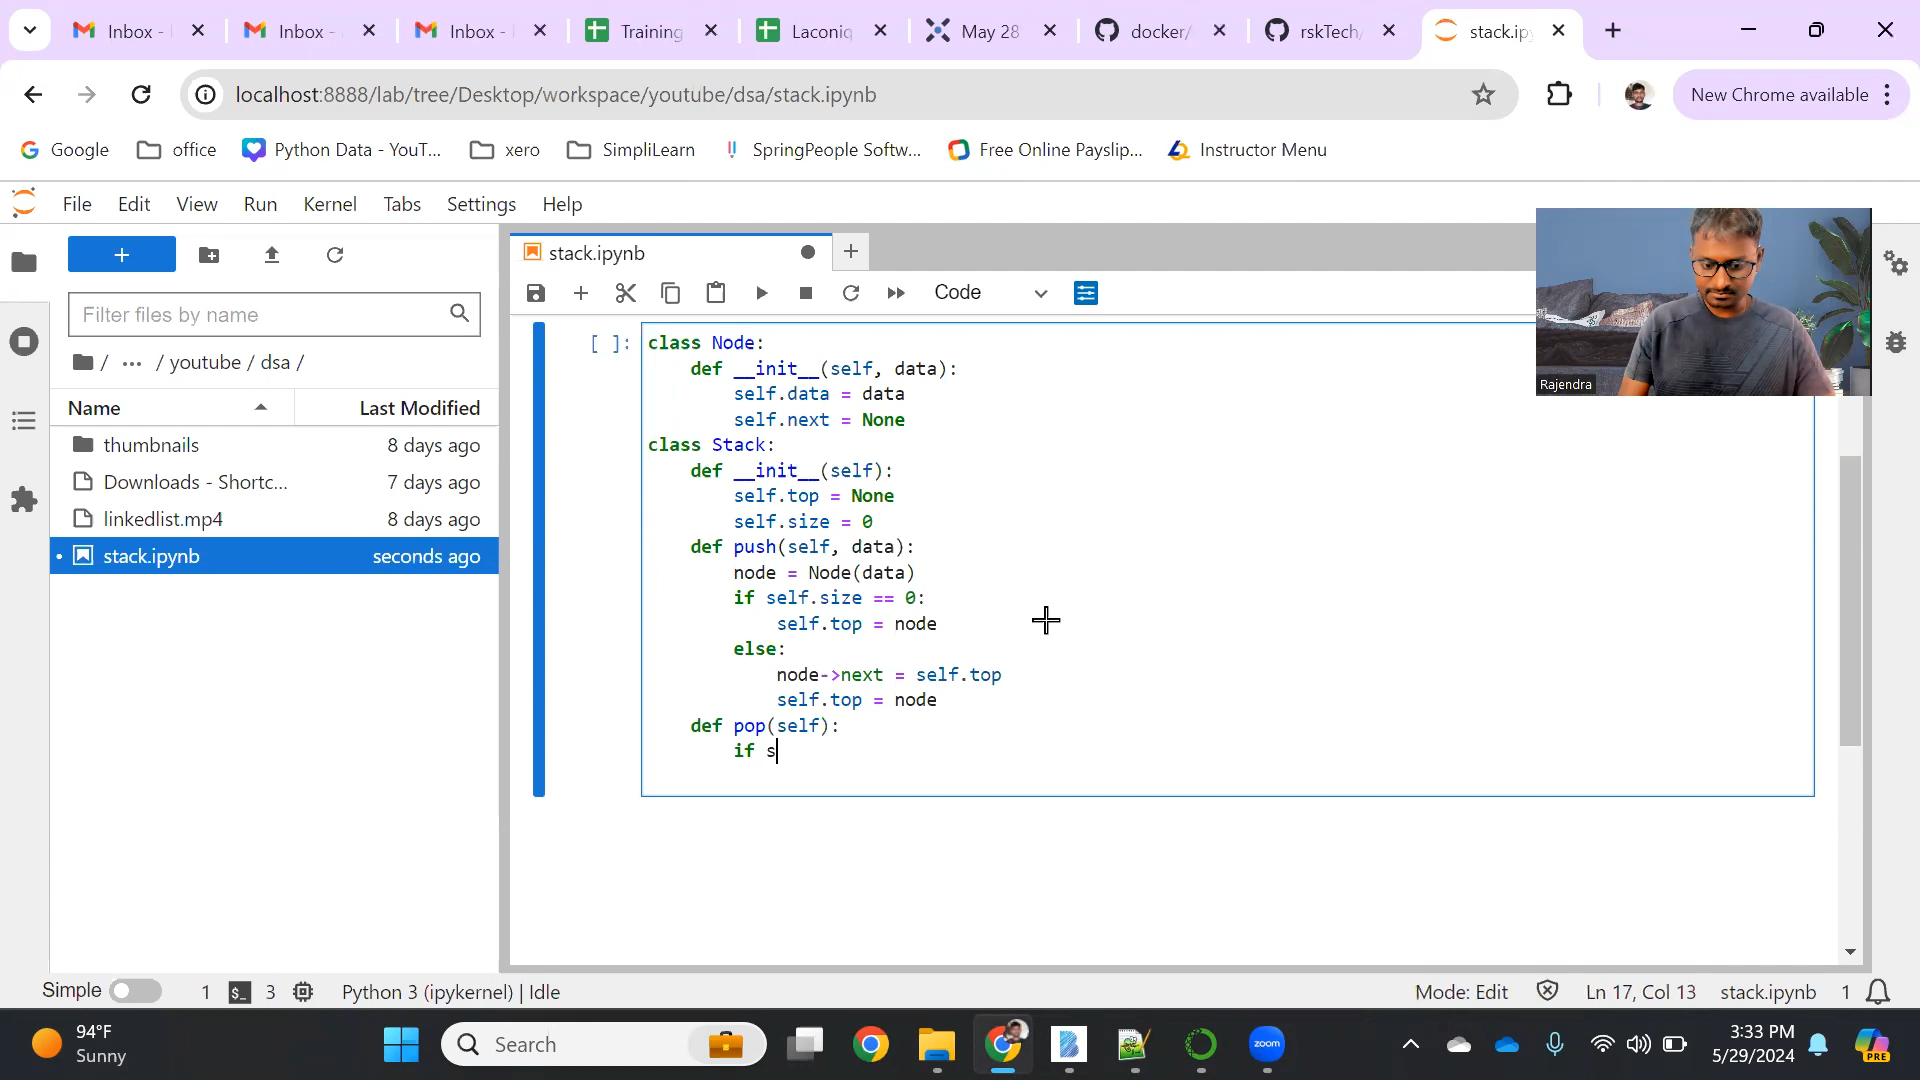 Inbox -
Inbox -
Inbox -
Training
Laconiq
May 28
docker/
rskTech/
stack.ip
localhost:8888/lab/tree/Desktop/workspace/youtube/dsa/stack.ipynb
New Chrome available
Google
office
Python Data - YouT...
xero
SimpliLearn
SpringPeople Softw...
Free Online Payslip...
Instructor Menu
File Edit View Run Kernel Tabs Settings Help
stack.ipynb
Code
Filter files by name
/ ... / youtube / dsa /
Name Last Modified
thumbnails 8 days ago
Downloads - Shortc... 7 days ago
linkedlist.mp4 8 days ago
stack.ipynb seconds ago
[ ]:
class Node:
    def __init__(self, data):
        self.data = data
        self.next = None
class Stack:
    def __init__(self):
        self.top = None
        self.size = 0
    def push(self, data):
        node = Node(data)
        if self.size == 0:
            self.top = node
        else:
            node->next = self.top
            self.top = node
    def pop(self):
        if s
Rajendra
Simple 1 $_ 3 Python 3 (ipykernel) | Idle Mode: Edit Ln 17, Col 13 stack.ipynb 1
94°F
Sunny
Search
zoom
3:33 PM
5/29/2024
PRE